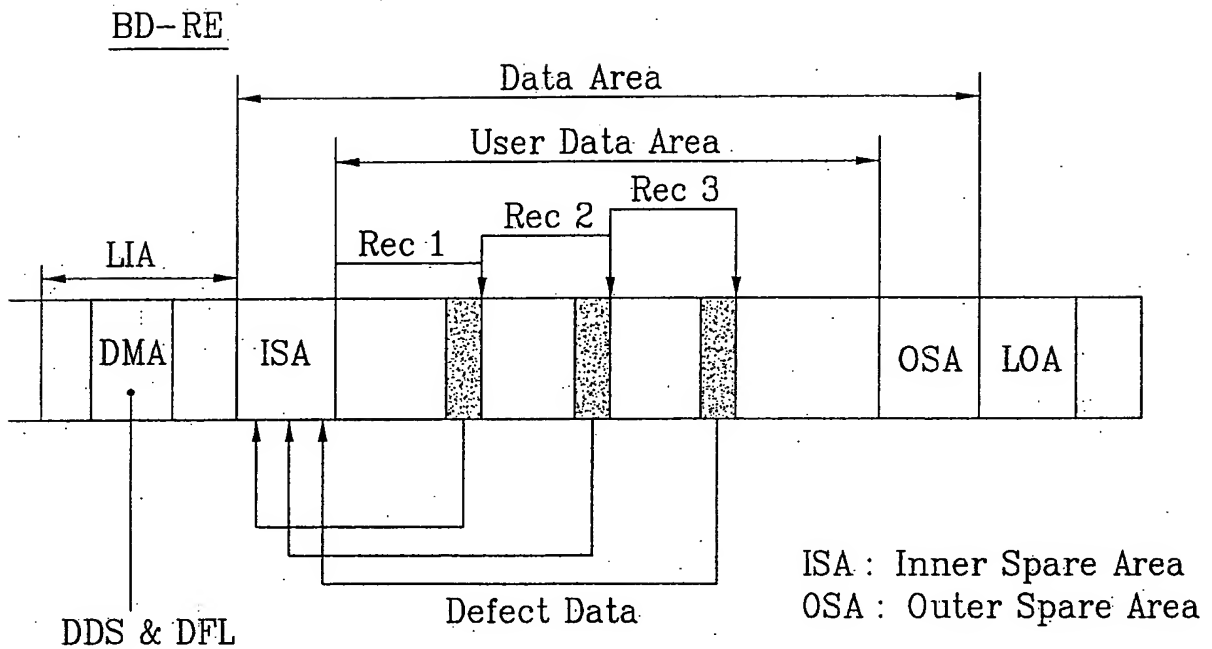 BD-RE
Data Area
User Data Area
Rec 3
Rec 2
Rec 1
LIA
DMA
ISA
OSA
LOA
ISA : Inner Spare Area
OSA : Outer Spare Area
Defect Data
DDS & DFL